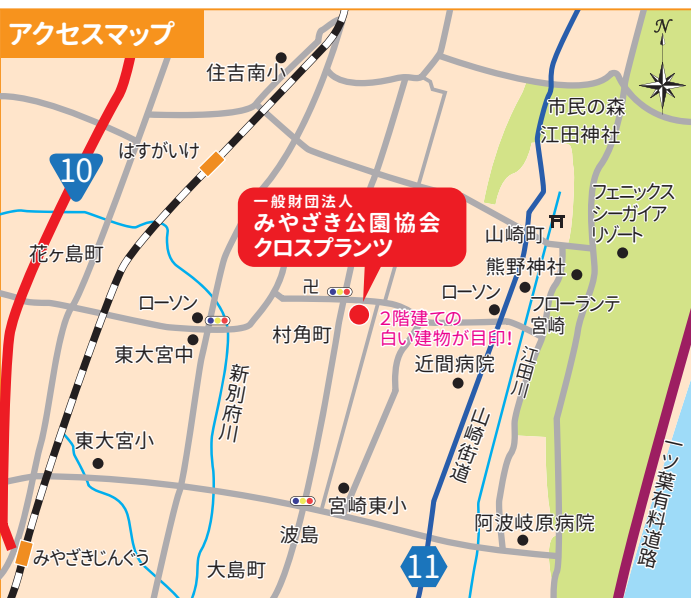 アクセスマップ
N
住吉南小
市民の森
江田神社
はすがいけ
10
フェニックス
シーガイア
リゾート
一般財団法人
みやざき公園協会
クロスプランツ
山崎町
花ヶ島町
熊野神社
卍
ローソン
ローソン
フローランテ
宮崎
2階建ての
白い建物が目印!
村角町
東大宮中
近間病院
江田川
新別府川
山崎街道
東大宮小
一ツ葉有料道路
宮崎東小
阿波岐原病院
波島
みやざきじんぐう
大島町
11